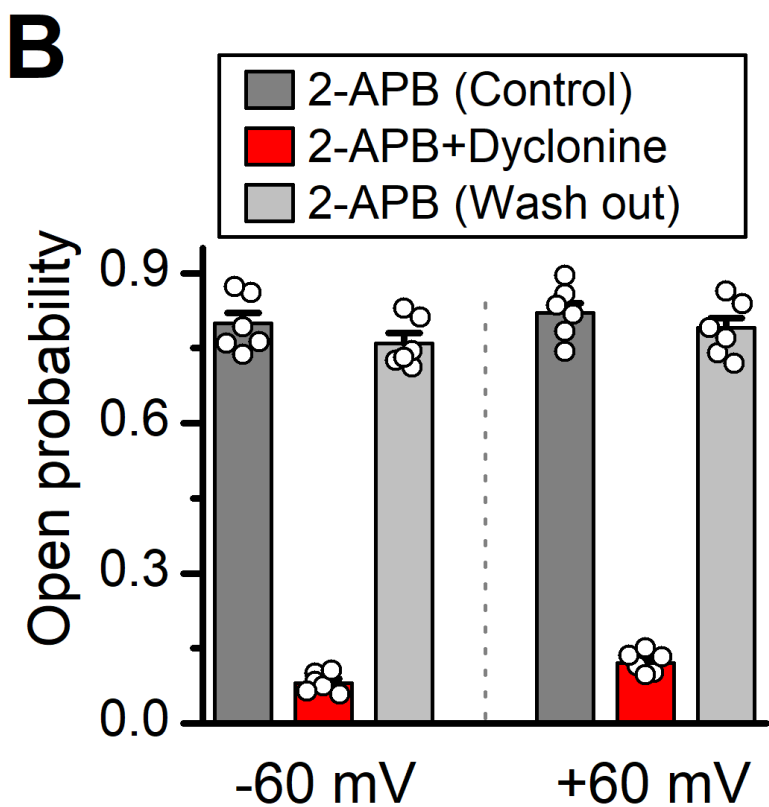 B
2-APB (Control)
2-APB+Dyclonine
2-APB (Wash out)
Open probability
0.9
0.6
0.3
0.0
-60 mV
+60 mV